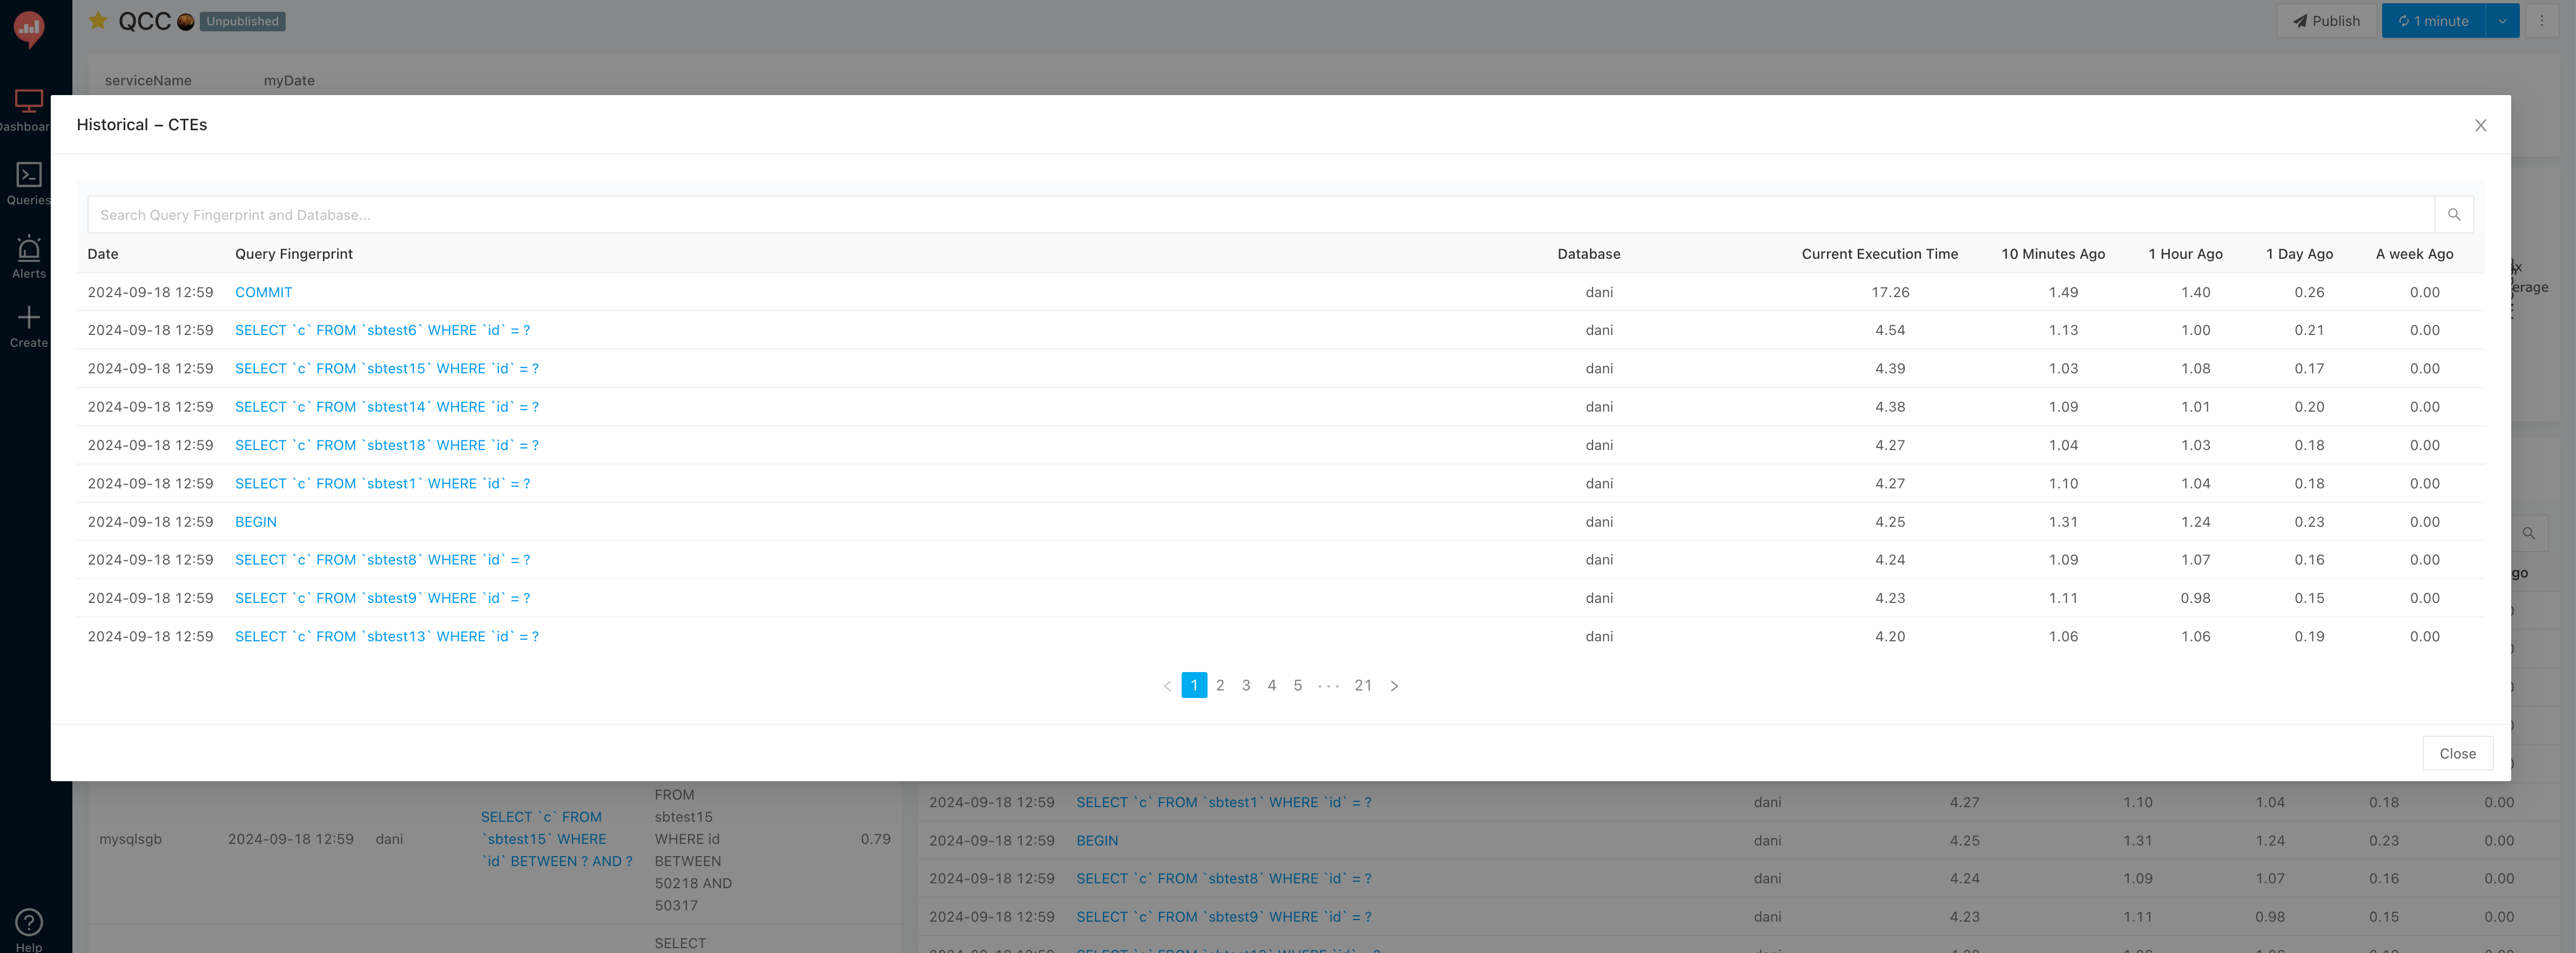 QCC Unpublished
Publish
1 minute
serviceName myDate
Dashboar
Queries
Alerts
Create
Help
Historical – CTEs
Search Query Fingerprint and Database...
Date Query Fingerprint Database Current Execution Time 10 Minutes Ago 1 Hour Ago 1 Day Ago A week Ago
2024-09-18 12:59 COMMIT dani 17.26 1.49 1.40 0.26 0.00
2024-09-18 12:59 SELECT `c` FROM `sbtest6` WHERE `id` = ? dani 4.54 1.13 1.00 0.21 0.00
2024-09-18 12:59 SELECT `c` FROM `sbtest15` WHERE `id` = ? dani 4.39 1.03 1.08 0.17 0.00
2024-09-18 12:59 SELECT `c` FROM `sbtest14` WHERE `id` = ? dani 4.38 1.09 1.01 0.20 0.00
2024-09-18 12:59 SELECT `c` FROM `sbtest18` WHERE `id` = ? dani 4.27 1.04 1.03 0.18 0.00
2024-09-18 12:59 SELECT `c` FROM `sbtest1` WHERE `id` = ? dani 4.27 1.10 1.04 0.18 0.00
2024-09-18 12:59 BEGIN dani 4.25 1.31 1.24 0.23 0.00
2024-09-18 12:59 SELECT `c` FROM `sbtest8` WHERE `id` = ? dani 4.24 1.09 1.07 0.16 0.00
2024-09-18 12:59 SELECT `c` FROM `sbtest9` WHERE `id` = ? dani 4.23 1.11 0.98 0.15 0.00
2024-09-18 12:59 SELECT `c` FROM `sbtest13` WHERE `id` = ? dani 4.20 1.06 1.06 0.19 0.00
1 2 3 4 5 ••• 21
Close
erage
go
mysqlsgb 2024-09-18 12:59 dani
SELECT `c` FROM
`sbtest15` WHERE
`id` BETWEEN ? AND ?
FROM
sbtest15
WHERE id
BETWEEN
50218 AND
50317
0.79
SELECT
2024-09-18 12:59 SELECT `c` FROM `sbtest1` WHERE `id` = ? dani 4.27 1.10 1.04 0.18 0.00
2024-09-18 12:59 BEGIN dani 4.25 1.31 1.24 0.23 0.00
2024-09-18 12:59 SELECT `c` FROM `sbtest8` WHERE `id` = ? dani 4.24 1.09 1.07 0.16 0.00
2024-09-18 12:59 SELECT `c` FROM `sbtest9` WHERE `id` = ? dani 4.23 1.11 0.98 0.15 0.00